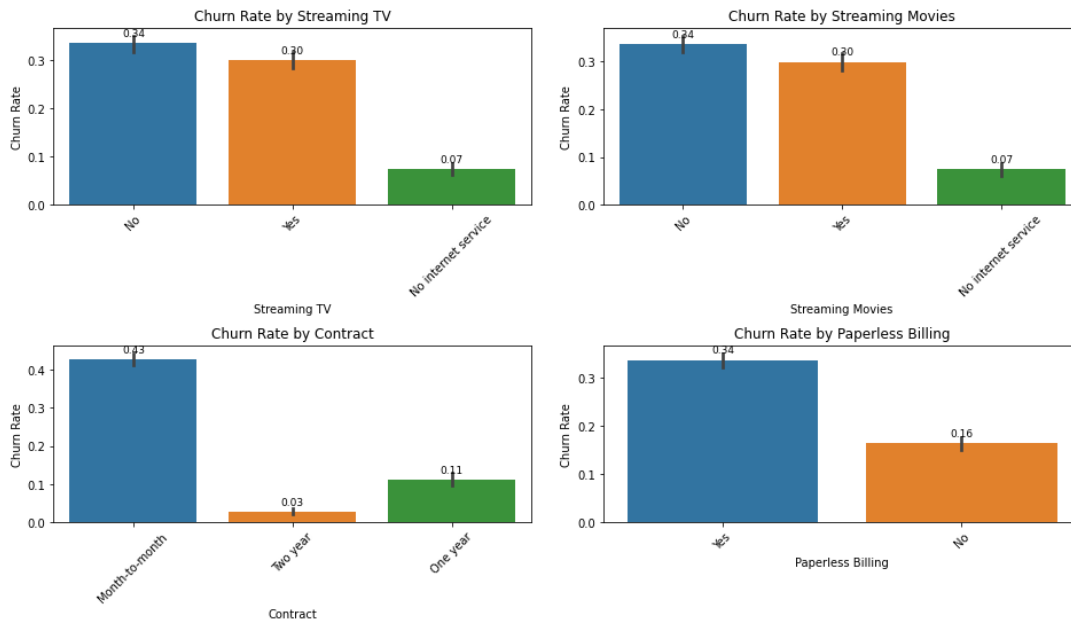 Churn Rate by Streaming TV
0.34
0.30
0.07
0.3
0.2
0.1
0.0
Churn Rate
No
Yes
No internet service
Streaming TV
Churn Rate by Streaming Movies
0.34
0.30
0.07
0.3
0.2
0.1
0.0
Churn Rate
No
Yes
No internet service
Streaming Movies
Churn Rate by Contract
0.43
0.03
0.11
0.4
0.3
0.2
0.1
0.0
Churn Rate
Month-to-month
Two year
One year
Contract
Churn Rate by Paperless Billing
0.34
0.16
0.3
0.2
0.1
0.0
Churn Rate
Yes
No
Paperless Billing